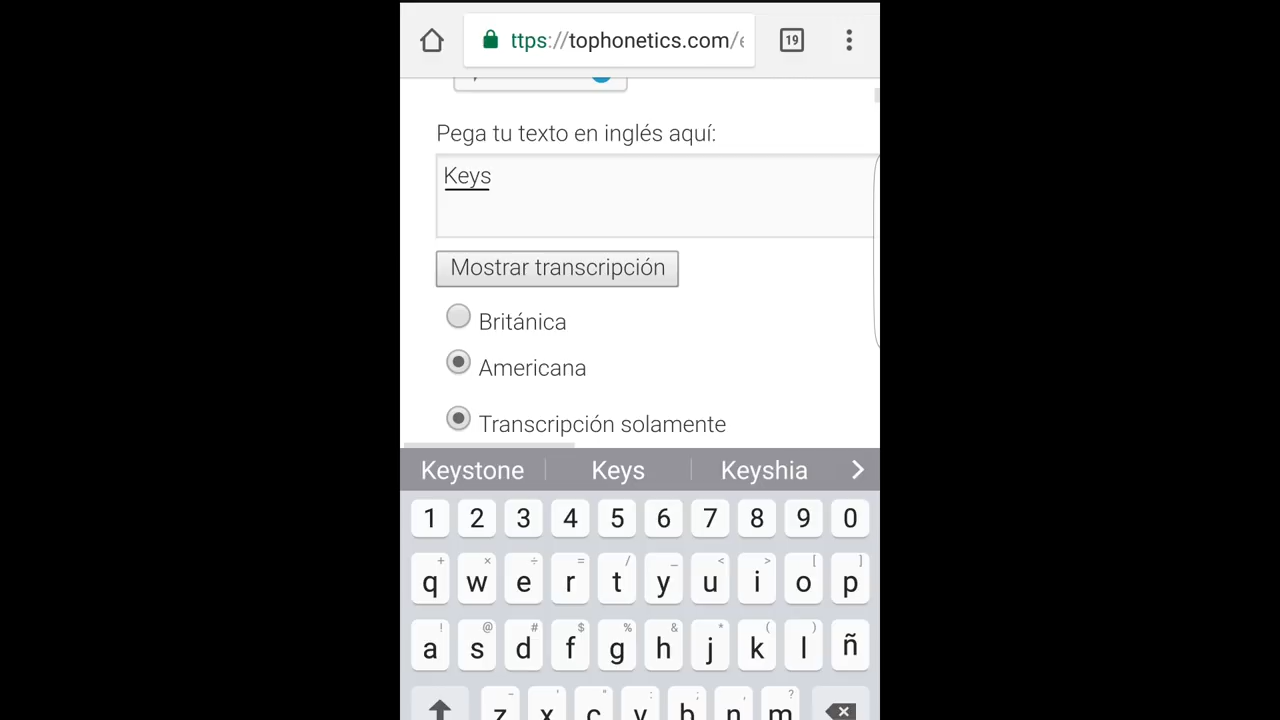 ttps://tophonetics.com/e 19
Pega tu texto en inglés aquí:
Keys
Mostrar transcripción
Británica
Americana
Transcripción solamente
Keystone Keys Keyshia
1 2 3 4 5 6 7 8 9 0
+ × ÷ = / _ < > [ ]
q w e r t y u i o p
! @ # $ % & * ( )
a s d f g h j k l ñ
- ' ° : ; , ?
z x c v b n m